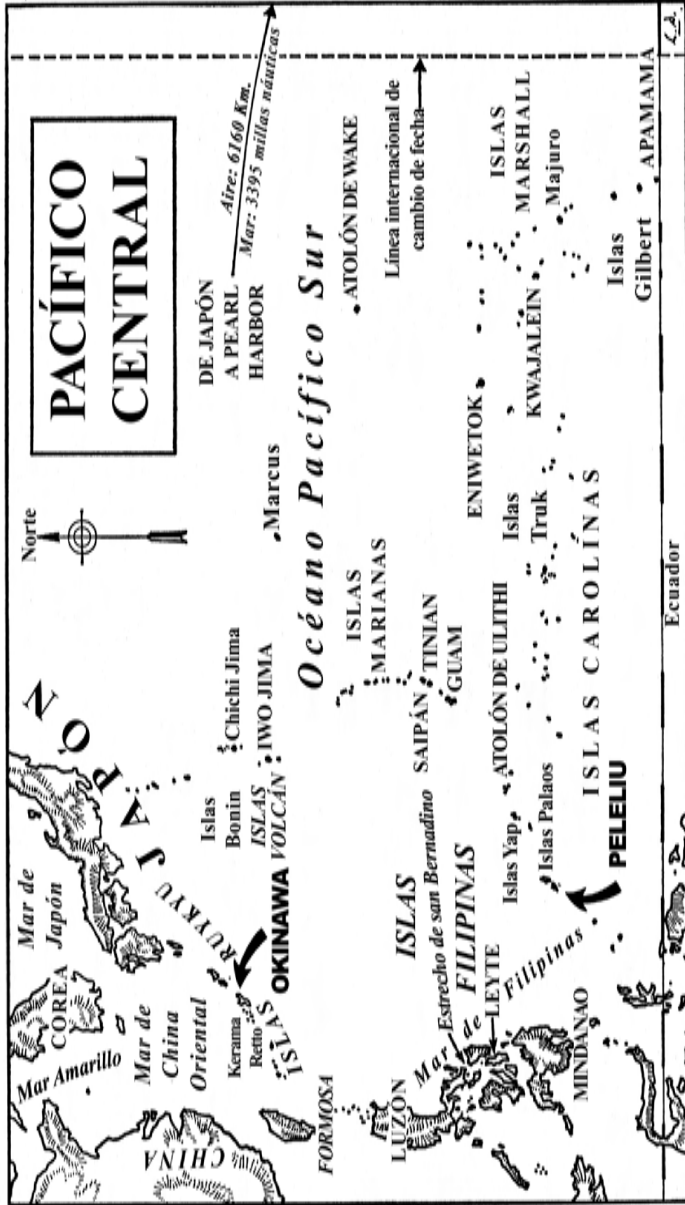 PACÍFICO
CENTRAL
Norte
DE JAPÓN
A PEARL
HARBOR
Aire: 6160 Km.
Mar: 3395 millas náuticas
JAPÓN
Mar de
Japón
COREA
Mar Amarillo
Mar de
China
Oriental
CHINA
Kerama
Retto
ISLAS RUYKYU
OKINAWA
Islas
Bonin
Chichi Jima
ISLAS
VOLCÁN
IWO JIMA
Marcus
Océano Pacífico Sur
ATOLÓN DE WAKE
Línea internacional de
cambio de fecha
FORMOSA
LUZÓN
ISLAS
Estrecho de san Bernadino
FILIPINAS
LEYTE
Mar de Filipinas
MINDANAO
ISLAS
MARIANAS
SAIPÁN
TINIAN
GUAM
Islas Yap
ATOLÓN DE ULITHI
Islas Palaos
PELELIU
ISLAS CAROLINAS
ENIWETOK
Islas
Truk
KWAJALEIN
ISLAS
MARSHALL
Majuro
Islas
Gilbert
APAMAMA
Ecuador